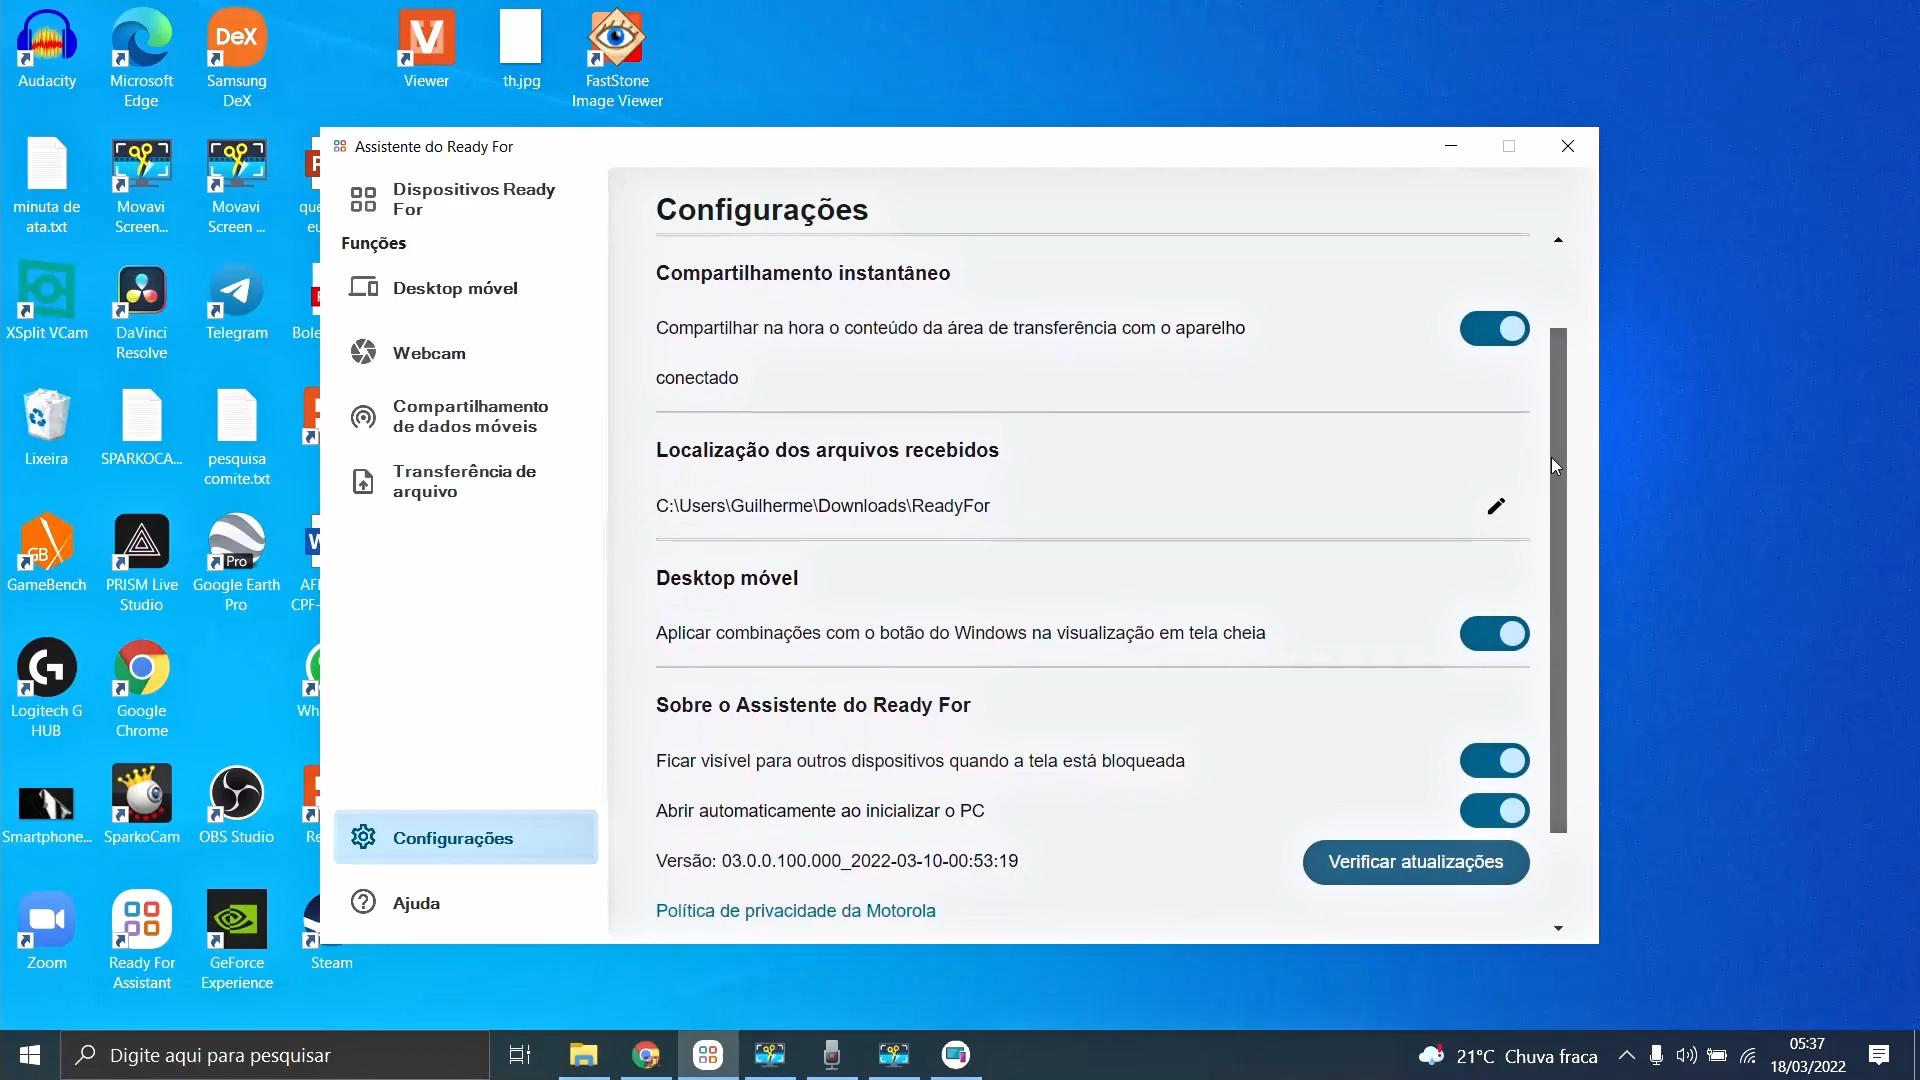 Audacity
Microsoft
Edge
DeX
Samsung
DeX
V
Viewer
th.jpg
FastStone
Image Viewer
minuta de
ata.txt
Movavi
Screen...
Movavi
Screen ...
XSplit VCam
DaVinci
Resolve
Telegram
Lixeira
SPARKOCA...
pesquisa
comite.txt
GB
GameBench
PRISM Live
Studio
Pro
Google Earth
Pro
Logitech G
HUB
Google
Chrome
Smartphone...
SparkoCam
OBS Studio
Zoom
Ready For
Assistant
GeForce
Experience
Steam
Assistente do Ready For
Dispositivos Ready
For
Funções
Desktop móvel
Webcam
Compartilhamento
de dados móveis
Transferência de
arquivo
Configurações
Ajuda
Configurações
Compartilhamento instantâneo
Compartilhar na hora o conteúdo da área de transferência com o aparelho
conectado
Localização dos arquivos recebidos
C:\Users\Guilherme\Downloads\ReadyFor
Desktop móvel
Aplicar combinações com o botão do Windows na visualização em tela cheia
Sobre o Assistente do Ready For
Ficar visível para outros dispositivos quando a tela está bloqueada
Abrir automaticamente ao inicializar o PC
Versão: 03.0.0.100.000_2022-03-10-00:53:19
Verificar atualizações
Política de privacidade da Motorola
Digite aqui para pesquisar
21°C Chuva fraca
05:37
18/03/2022